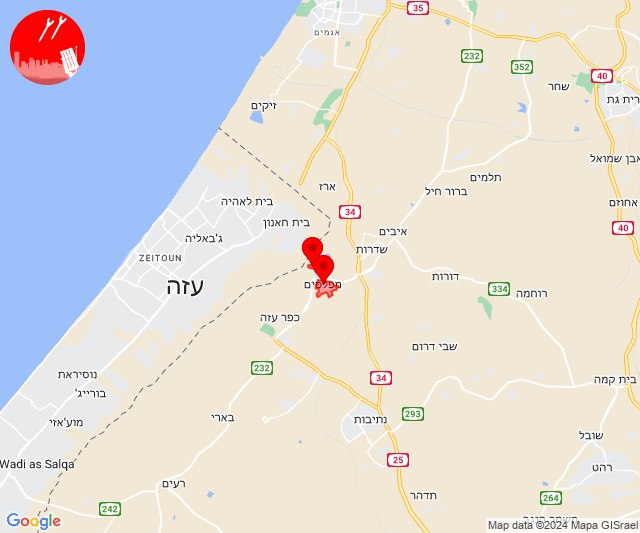 35
אגמים
232
352
40
שחר
קרית גת
זיקים
אבן שמואל
תלמים
ארז
ברור חיל
אחוזם
בית לאהיה
34
40
בית חאנון
איבים
ג'באליה
שדרות
ZEITOUN
דורות
עזה
מפלסים
334
רוחמה
כפר עזה
שבי דרום
232
נוסיראת
34
בית קמה
בורייג'
293
בארי
נתיבות
מוע'אזי
שובל
Wadi as Salqa
25
רהט
רעים
תדהר
264
242
Google
Map data ©2024 Mapa GISrael